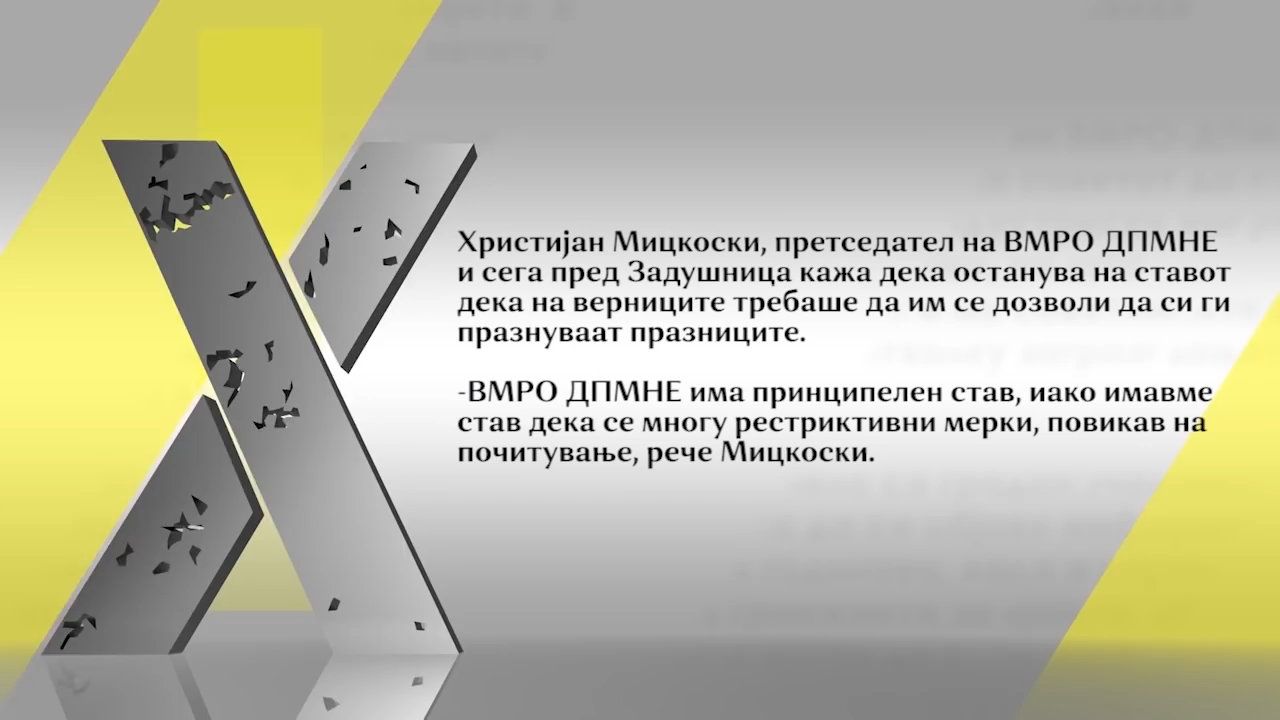 Христијан Мицкоски, претседател на ВМРО ДПМНЕ
и сега пред Задушница кажа дека останува на ставот
дека на верниците требаше да им се дозволи да си ги
празнуваат празниците.
-ВМРО ДПМНЕ има принципелен став, иако имавме
став дека се многу рестриктивни мерки, повикав на
почитување, рече Мицкоски.